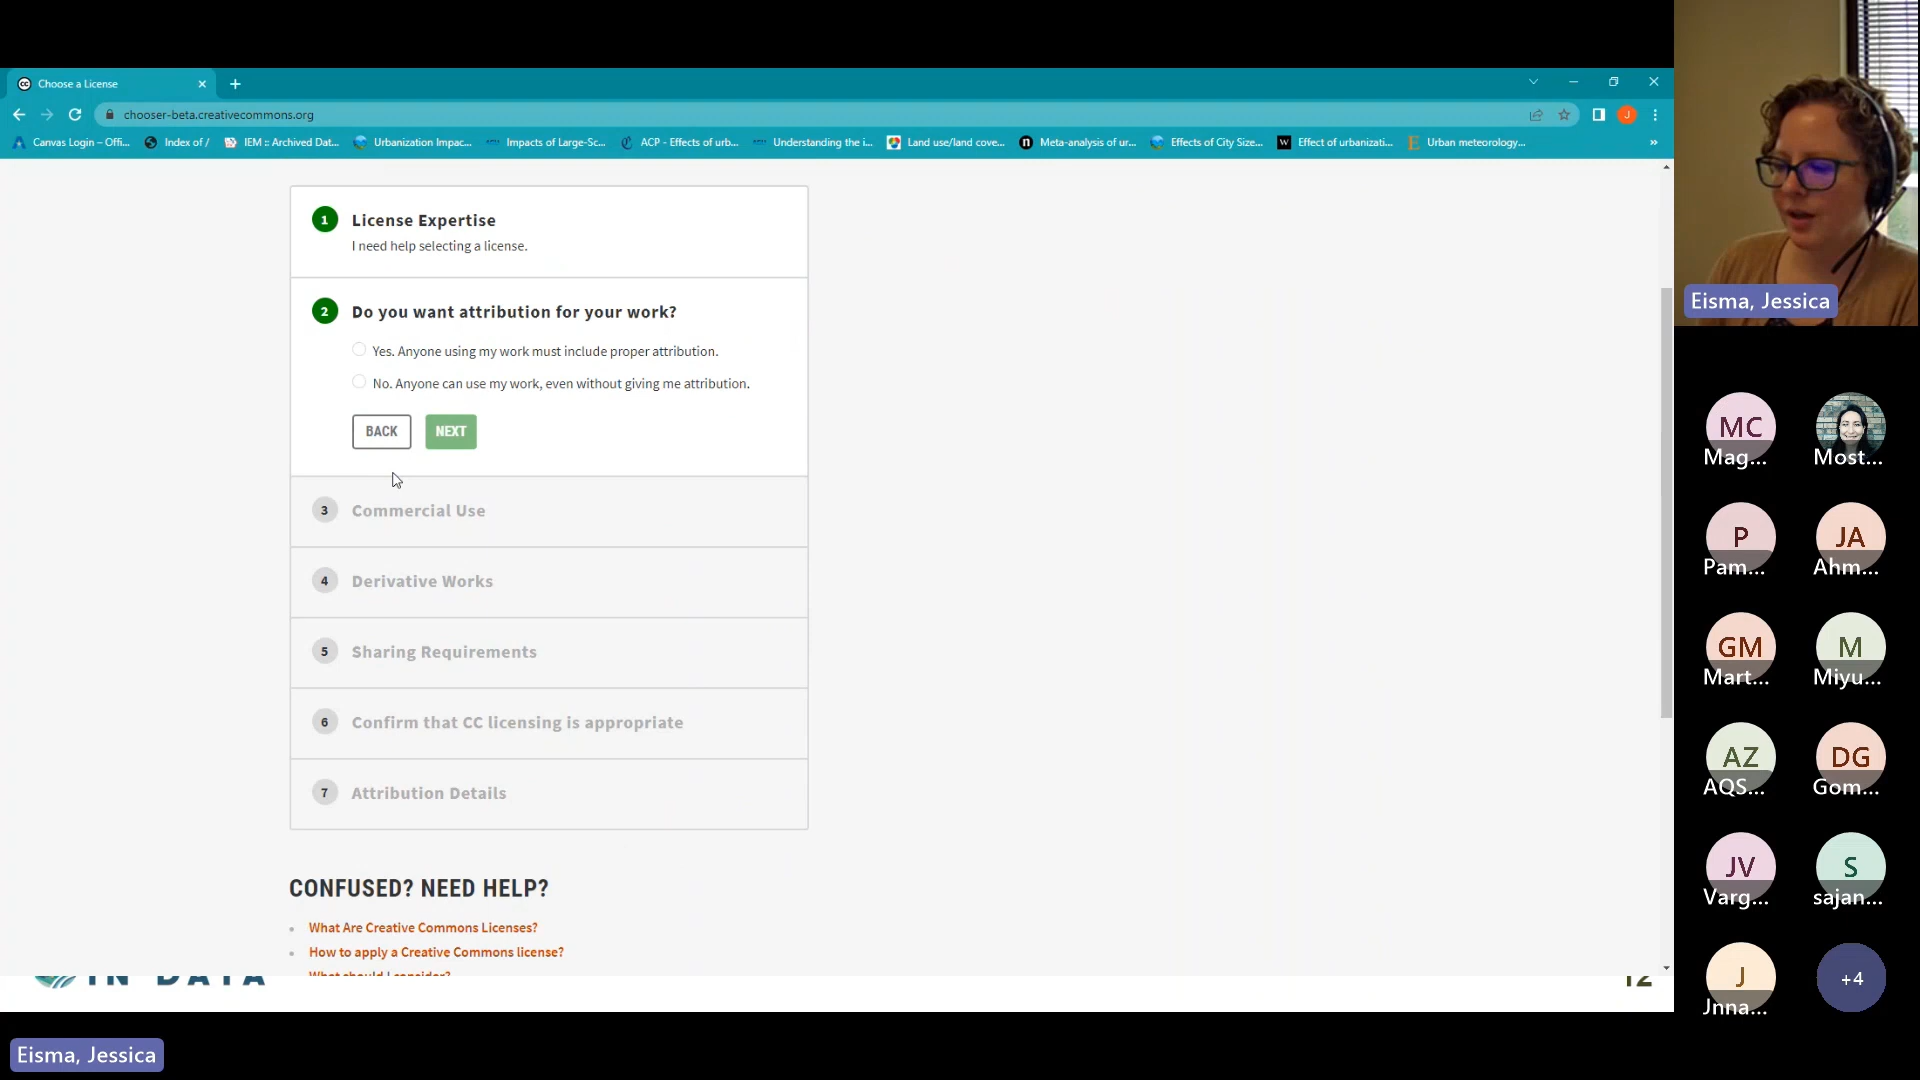 Choose a License
chooser-beta.creativecommons.org
J
Canvas Login – Offi...
Index of /
IEM :: Archived Dat...
Urbanization Impac...
Impacts of Large-Sc...
ACP - Effects of urb...
Understanding the i...
Land use/land cove...
Meta-analysis of ur...
Effects of City Size...
Effect of urbanizati...
Urban meteorology...
»
1 License Expertise
I need help selecting a license.
2 Do you want attribution for your work?
Yes. Anyone using my work must include proper attribution.
No. Anyone can use my work, even without giving me attribution.
BACK NEXT
3 Commercial Use
4 Derivative Works
5 Sharing Requirements
6 Confirm that CC licensing is appropriate
7 Attribution Details
CONFUSED? NEED HELP?
What Are Creative Commons Licenses?
How to apply a Creative Commons license?
What should I consider?
IN DATA
12
Eisma, Jessica
MC
Mag...
Most...
P
Pam...
JA
Ahm...
GM
Mart...
M
Miyu...
AZ
AQS...
DG
Gom...
JV
Varg...
S
sajan...
J
Jnna...
+4
Eisma, Jessica